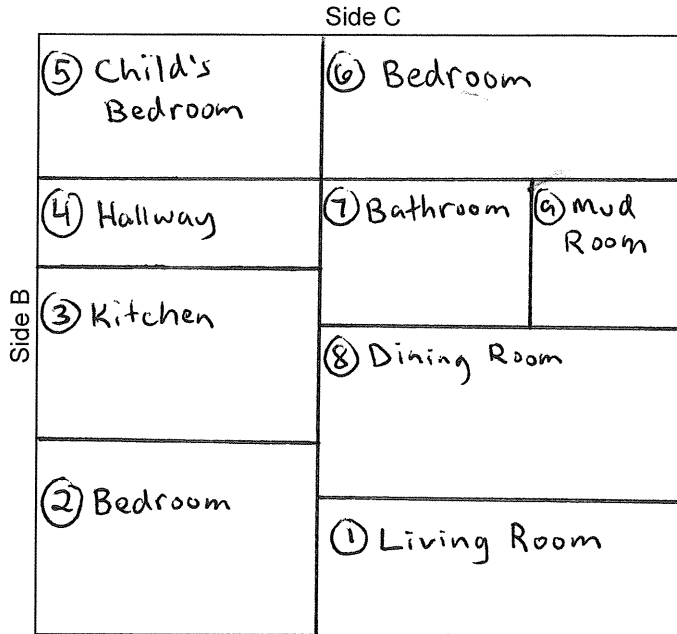 Side C
⑤ Child's
Bedroom
⑥ Bedroom
④ Hallway
⑦ Bathroom
⑨ Mud
Room
Side B
③ Kitchen
⑧ Dining Room
② Bedroom
① Living Room